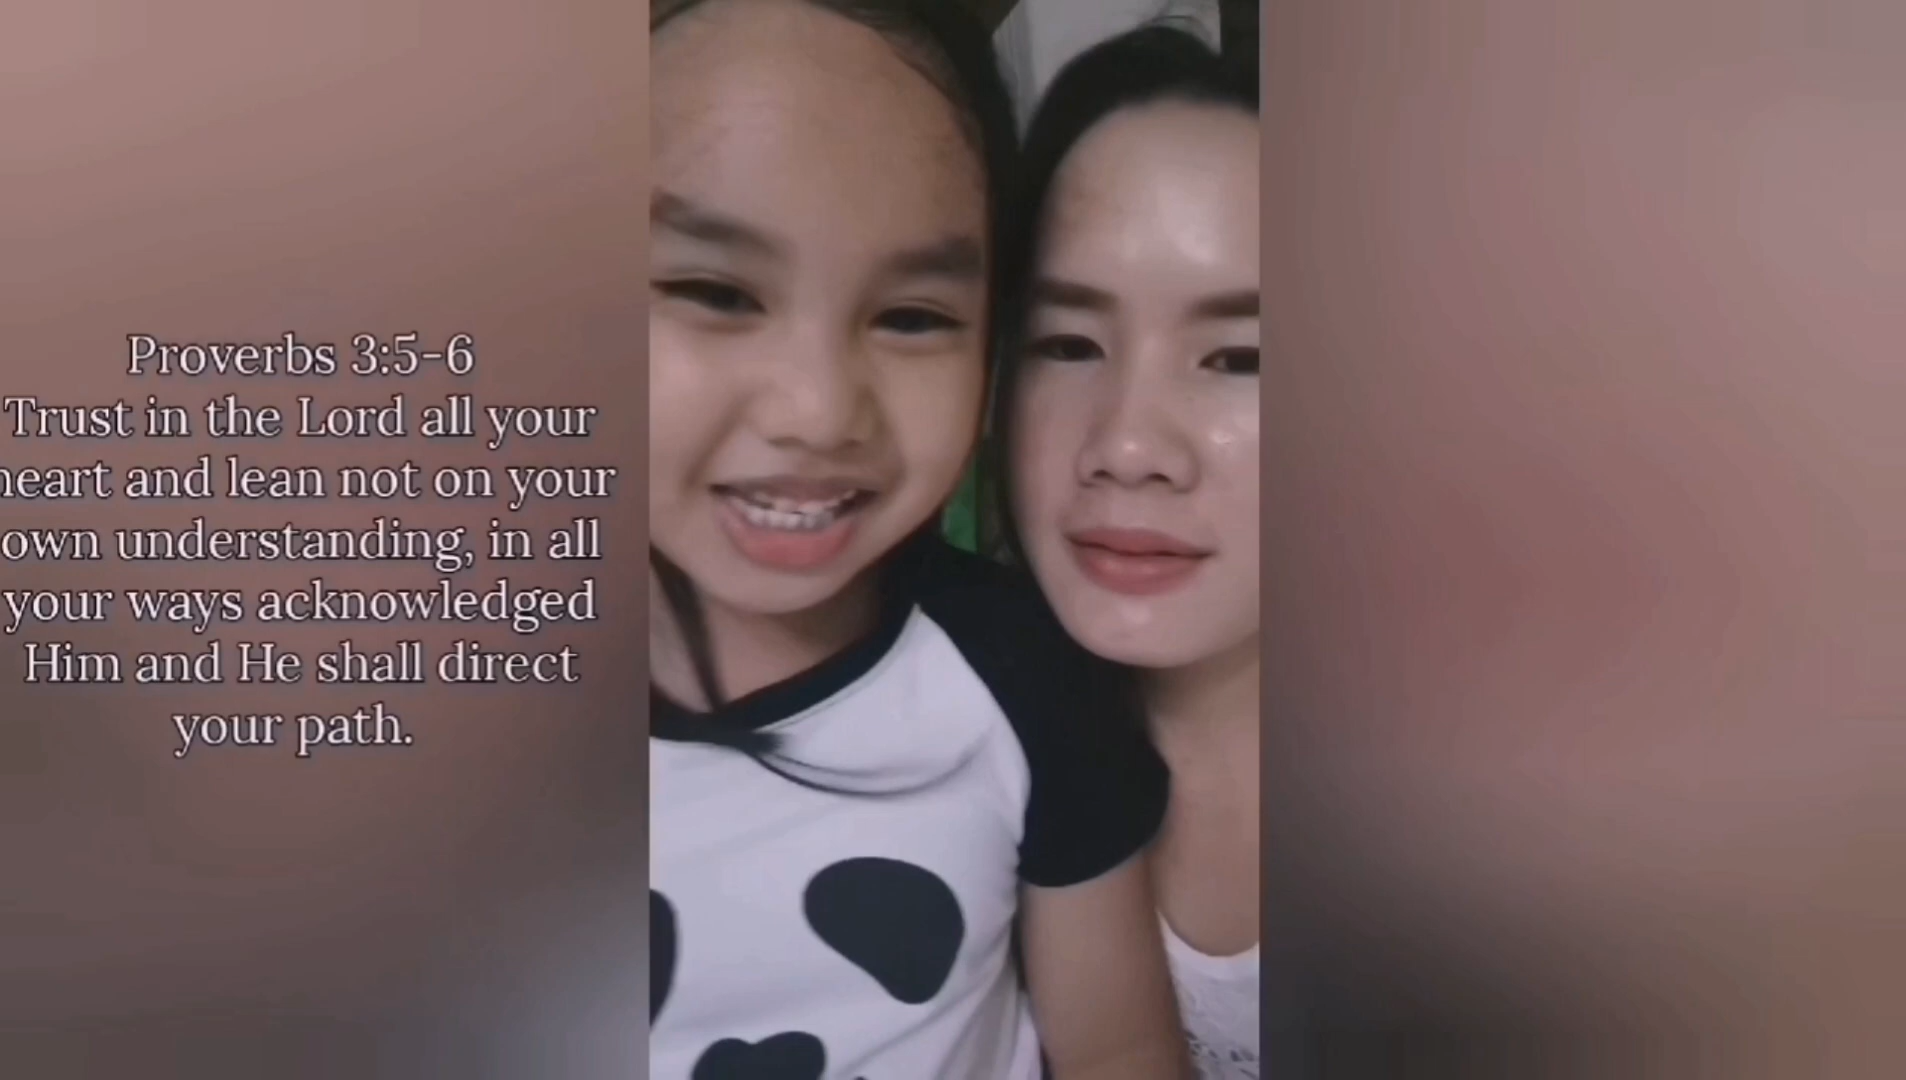 Proverbs 3:5-6
Trust in the Lord all your
heart and lean not on your
own understanding, in all
your ways acknowledged
Him and He shall direct
your path.